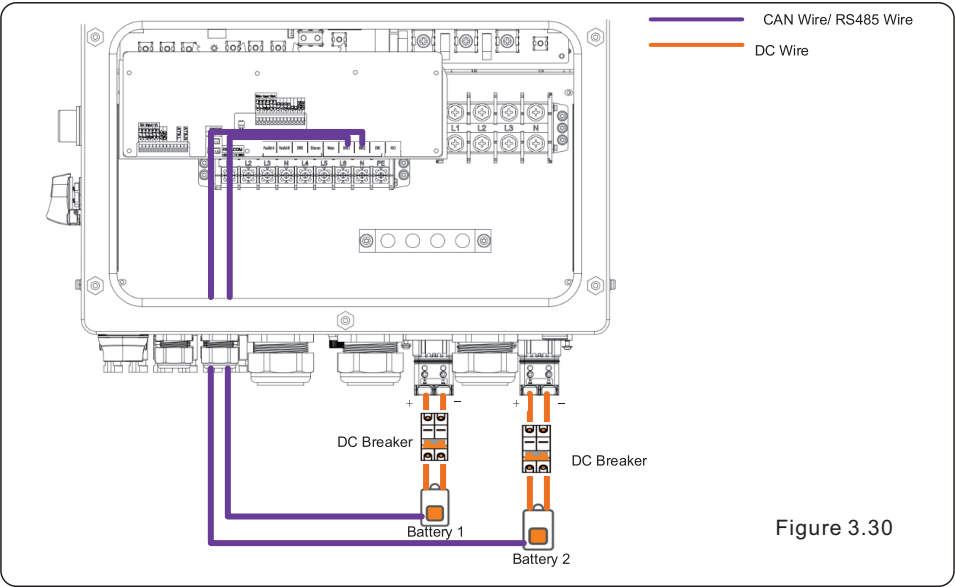 CAN Wire/ RS485 Wire
DC Wire
L1 L2 L3 N
L2 L3 N L4 L5 L6 N PE
+ − + −
DC Breaker
DC Breaker
Battery 1
Figure 3.30
Battery 2